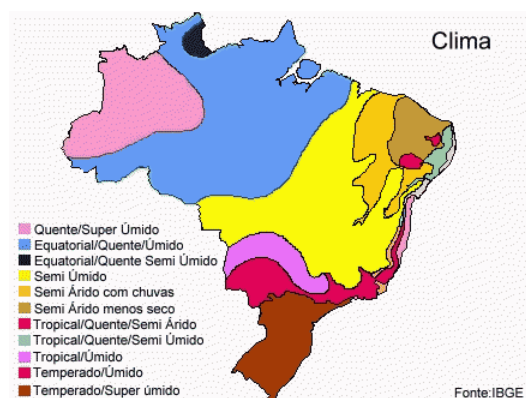 Clima
Quente/Super Úmido
Equatorial/Quente/Úmido
Equatorial/Quente Semi Úmido
Semi Úmido
Semi Árido com chuvas
Semi Árido menos seco
Tropical/Quente/Semi Árido
Tropical/Quente/Semi Úmido
Tropical/Úmido
Temperado/Úmido
Temperado/Super úmido
Fonte:IBGE